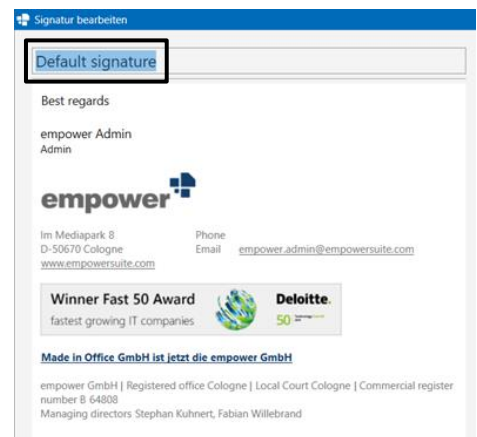 Signatur bearbeiten
Default signature
Best regards
empower Admin
Admin
empower
Im Mediapark 8 Phone
D-50670 Cologne Email empower.admin@empowersuite.com
www.empowersuite.com
Winner Fast 50 Award Deloitte.
fastest growing IT companies 50
Made in Office GmbH ist jetzt die empower GmbH
empower GmbH | Registered office Cologne | Local Court Cologne | Commercial register
number B 64808
Managing directors Stephan Kuhnert, Fabian Willebrand